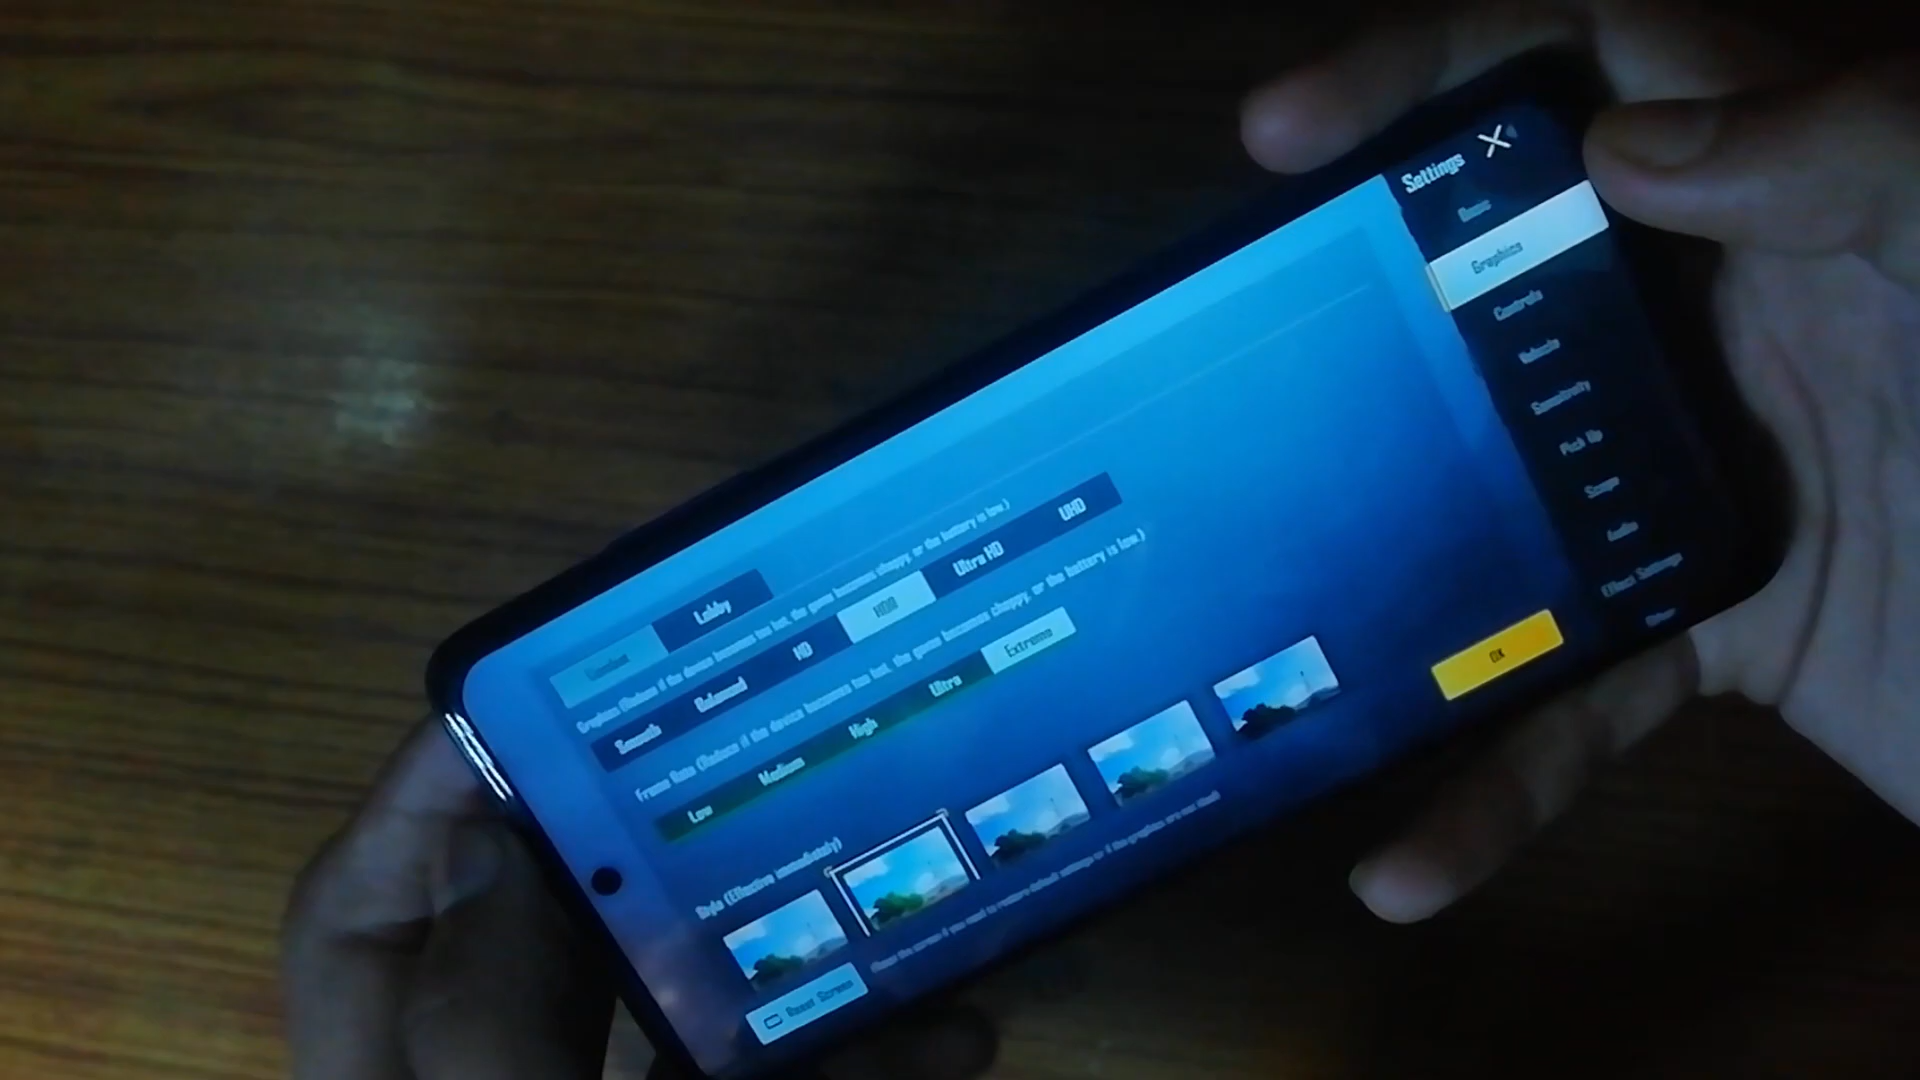 Settings
Basic
Graphics
Controls
Vehicle
Sensitivity
Pick Up
Scope
Audio
Effect Settings
Other
Lobby
Graphics (Reduce if the device becomes too hot, the game becomes choppy, or the battery is low.)
Smooth Balanced HD HDR Ultra HD UHD
Frame Rate (Reduce if the device becomes too hot, the game becomes choppy, or the battery is low.)
Low Medium High Ultra Extreme
Style (Effective immediately)
Reset Screen
OK